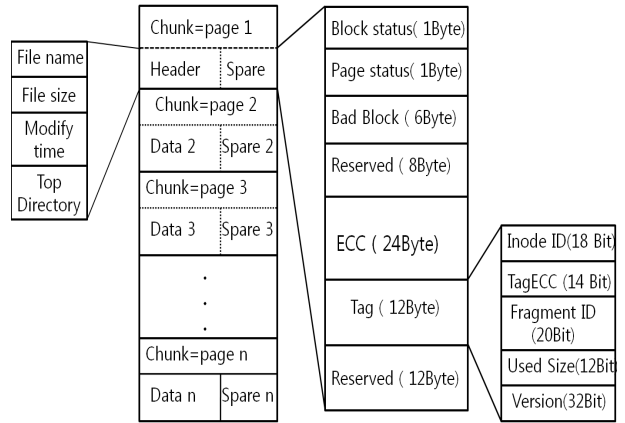 File name
File size
Modify
time
Top
Directory
Chunk=page 1
Header Spare
Chunk=page 2
Data 2 Spare 2
Chunk=page 3
Data 3 Spare 3
.
.
.
Chunk=page n
Data n Spare n
Block status( 1Byte)
Page status( 1Byte)
Bad Block ( 6Byte)
Reserved ( 8Byte)
ECC ( 24Byte)
Tag ( 12Byte)
Reserved ( 12Byte)
Inode ID(18 Bit)
TagECC (14 Bit)
Fragment ID
(20Bit)
Used Size(12Bit
Version(32Bit)